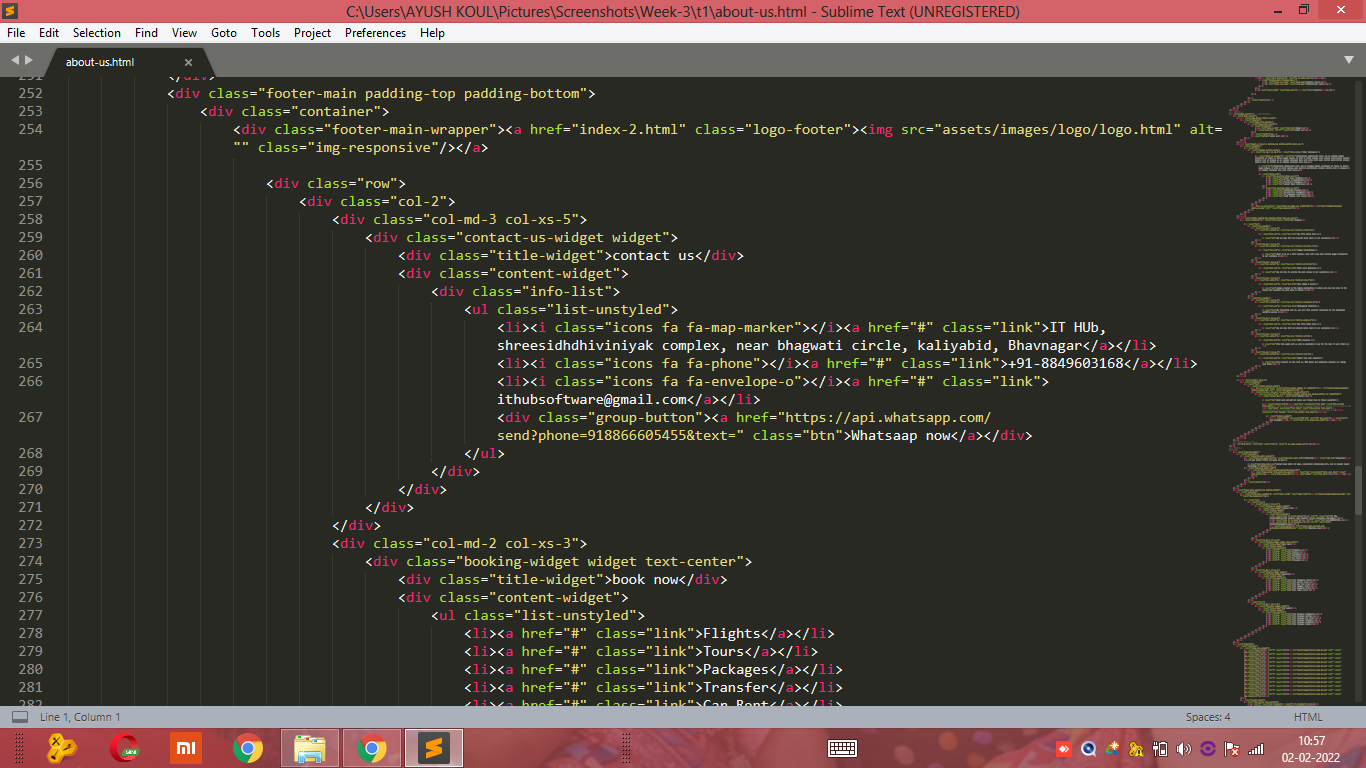 C:\Users\AYUSH KOUL\Pictures\Screenshots\Week-3\t1\about-us.html - Sublime Text (UNREGISTERED)
File Edit Selection Find View Goto Tools Project Preferences Help
about-us.html
251 </div>
252 <div class="footer-main padding-top padding-bottom">
253 <div class="container">
254 <div class="footer-main-wrapper"><a href="index-2.html" class="logo-footer"><img src="assets/images/logo/logo.html" alt=
"" class="img-responsive"/></a>
255
256 <div class="row">
257 <div class="col-2">
258 <div class="col-md-3 col-xs-5">
259 <div class="contact-us-widget widget">
260 <div class="title-widget">contact us</div>
261 <div class="content-widget">
262 <div class="info-list">
263 <ul class="list-unstyled">
264 <li><i class="icons fa fa-map-marker"></i><a href="#" class="link">IT HUb,
shreesidhdhiviniyak complex, near bhagwati circle, kaliyabid, Bhavnagar</a></li>
265 <li><i class="icons fa fa-phone"></i><a href="#" class="link">+91-8849603168</a></li>
266 <li><i class="icons fa fa-envelope-o"></i><a href="#" class="link">
ithubsoftware@gmail.com</a></li>
267 <div class="group-button"><a href="https://api.whatsapp.com/
send?phone=918866605455&text=" class="btn">Whatsaap now</a></div>
268 </ul>
269 </div>
270 </div>
271 </div>
272 </div>
273 <div class="col-md-2 col-xs-3">
274 <div class="booking-widget widget text-center">
275 <div class="title-widget">book now</div>
276 <div class="content-widget">
277 <ul class="list-unstyled">
278 <li><a href="#" class="link">Flights</a></li>
279 <li><a href="#" class="link">Tours</a></li>
280 <li><a href="#" class="link">Packages</a></li>
281 <li><a href="#" class="link">Transfer</a></li>
282 <li><a href="#" class="link">Car Rent</a></li>
Line 1, Column 1 Spaces: 4 HTML
mi
10:57
02-02-2022